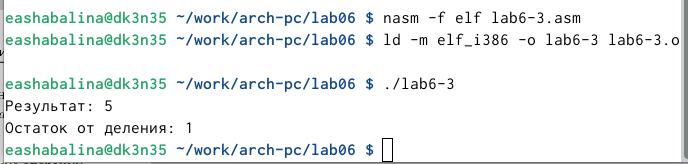 eashabalina@dk3n35 ~/work/arch-pc/lab06 $ nasm -f elf lab6-3.asm
eashabalina@dk3n35 ~/work/arch-pc/lab06 $ ld -m elf_i386 -o lab6-3 lab6-3.o
eashabalina@dk3n35 ~/work/arch-pc/lab06 $ ./lab6-3
Результат: 5
Остаток от деления: 1
eashabalina@dk3n35 ~/work/arch-pc/lab06 $